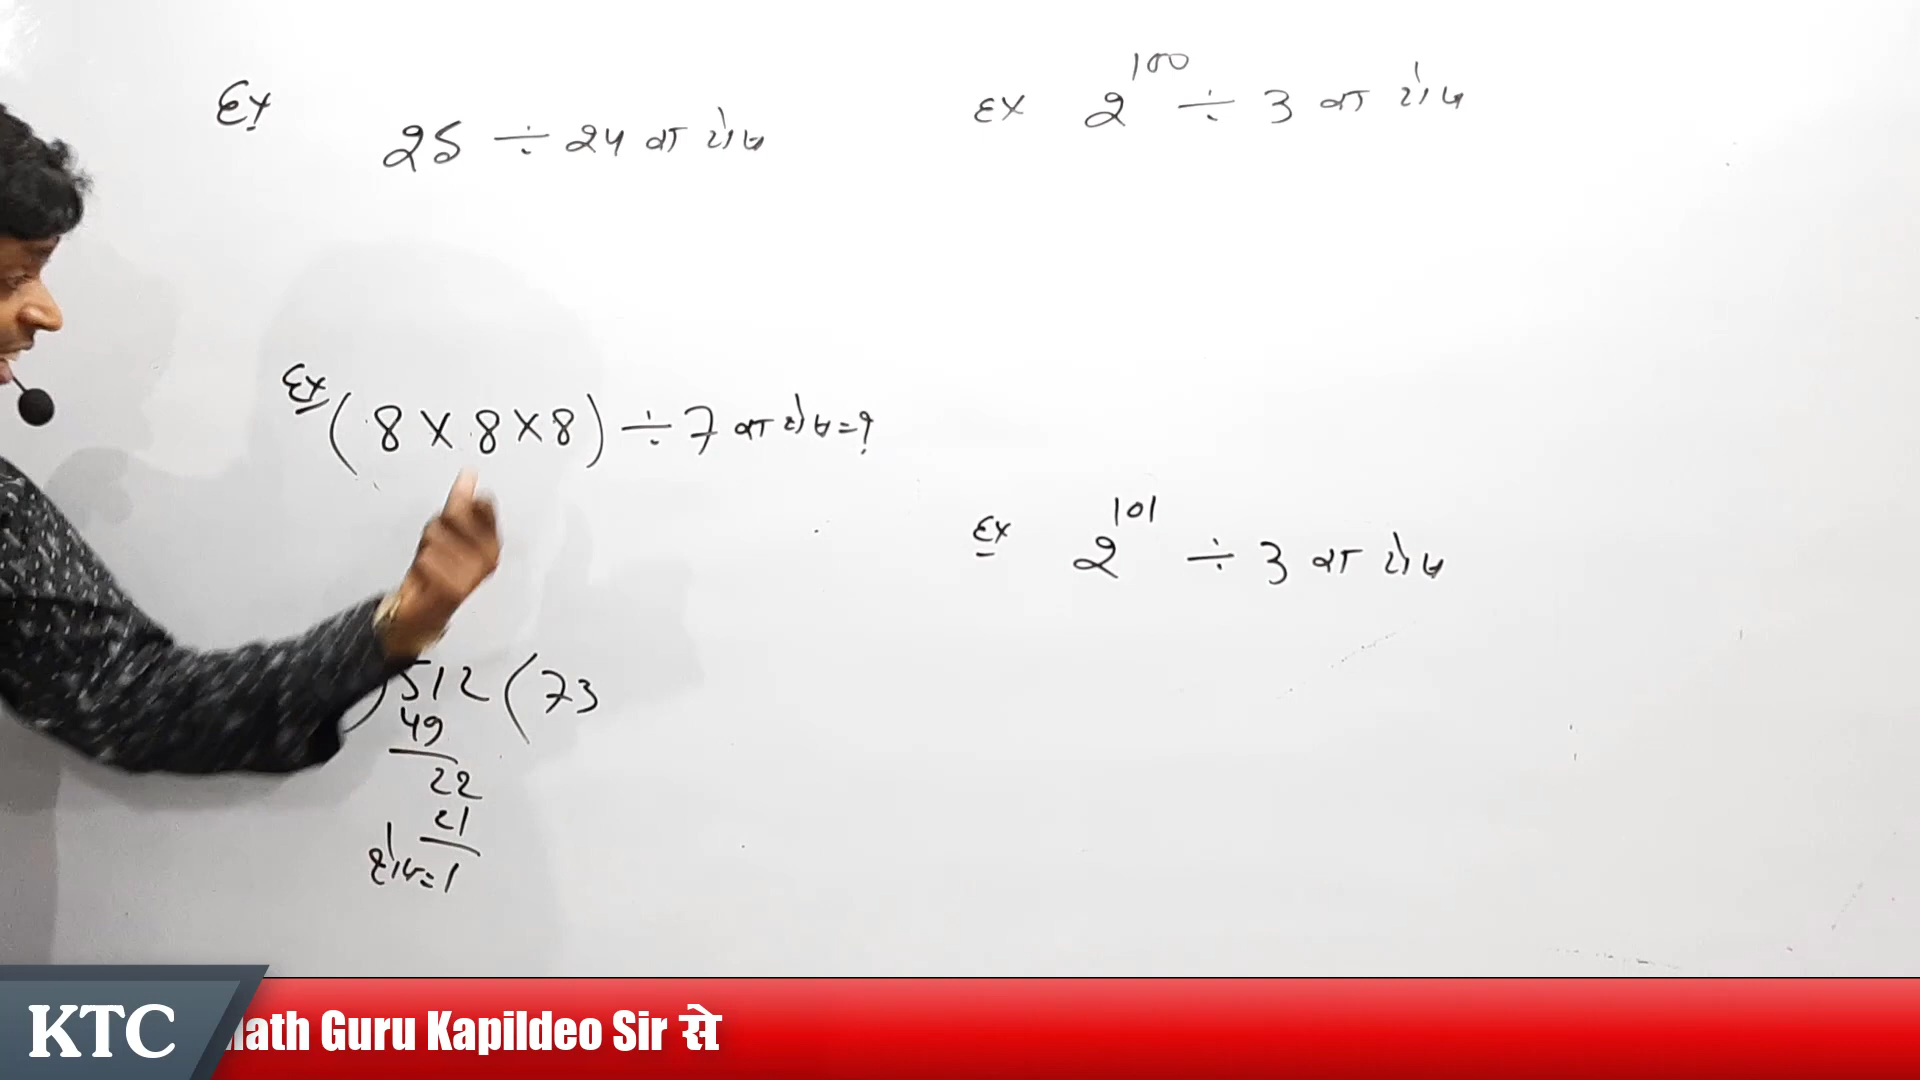 Ex
25 ÷ 24 का शेष
Ex (8 × 8 × 8) ÷ 7 का शेष = ?
512 ( 73
49
22
21
शेष = 1
Ex 2^100 ÷ 3 का शेष
Ex 2^101 ÷ 3 का शेष
KTC
Math Guru Kapildeo Sir से